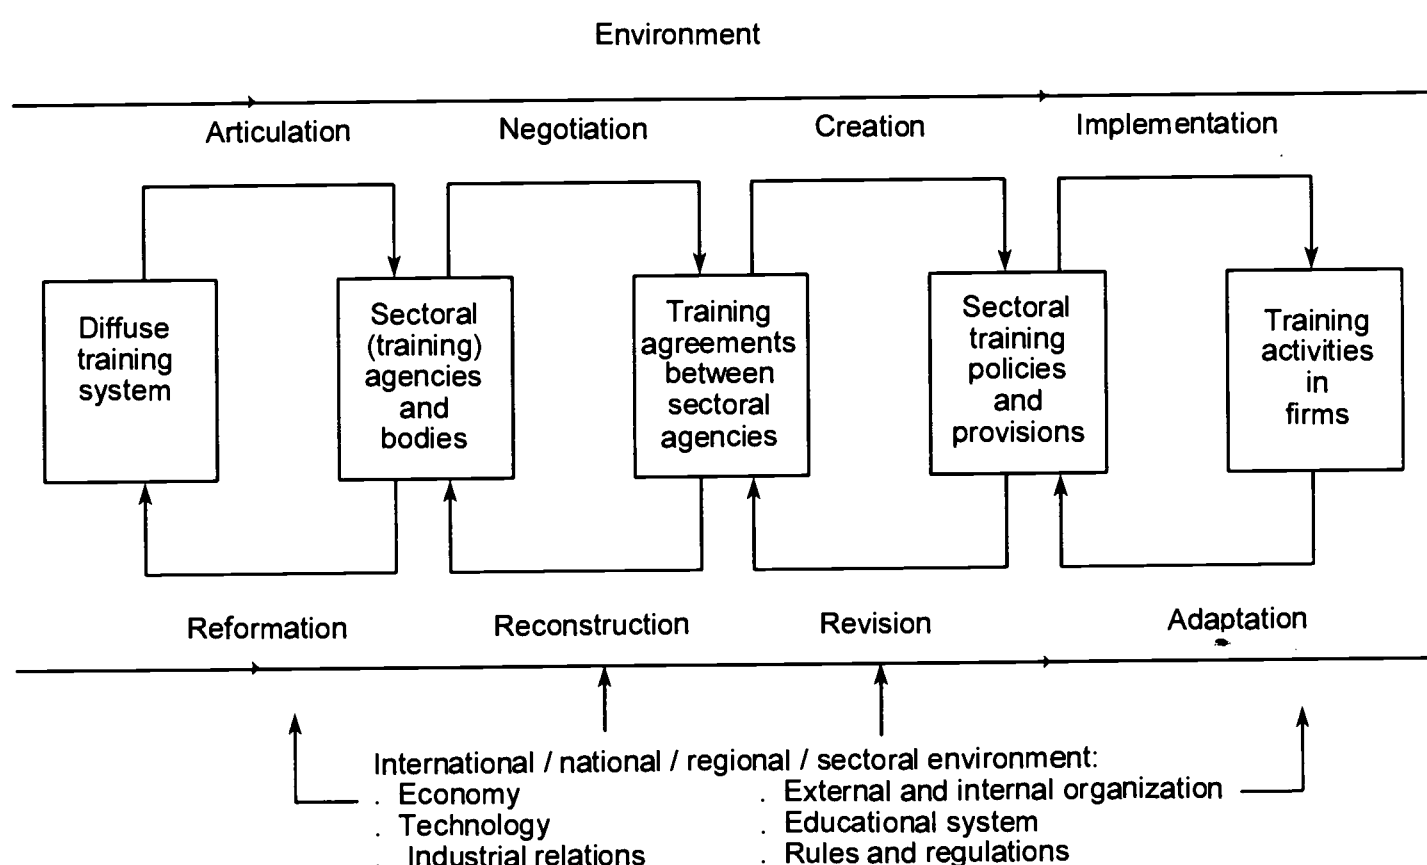 Environment
Articulation
Negotiation
Creation
Implementation
Diffuse
training
system
Sectoral
(training)
agencies
and
bodies
Training
agreements
between
sectoral
agencies
Sectoral
training
policies
and
provisions
Training
activities
in
firms
Reformation
Reconstruction
Revision
Adaptation
International / national / regional / sectoral environment:
. Economy
. Technology
. Industrial relations
. External and internal organization
. Educational system
. Rules and regulations